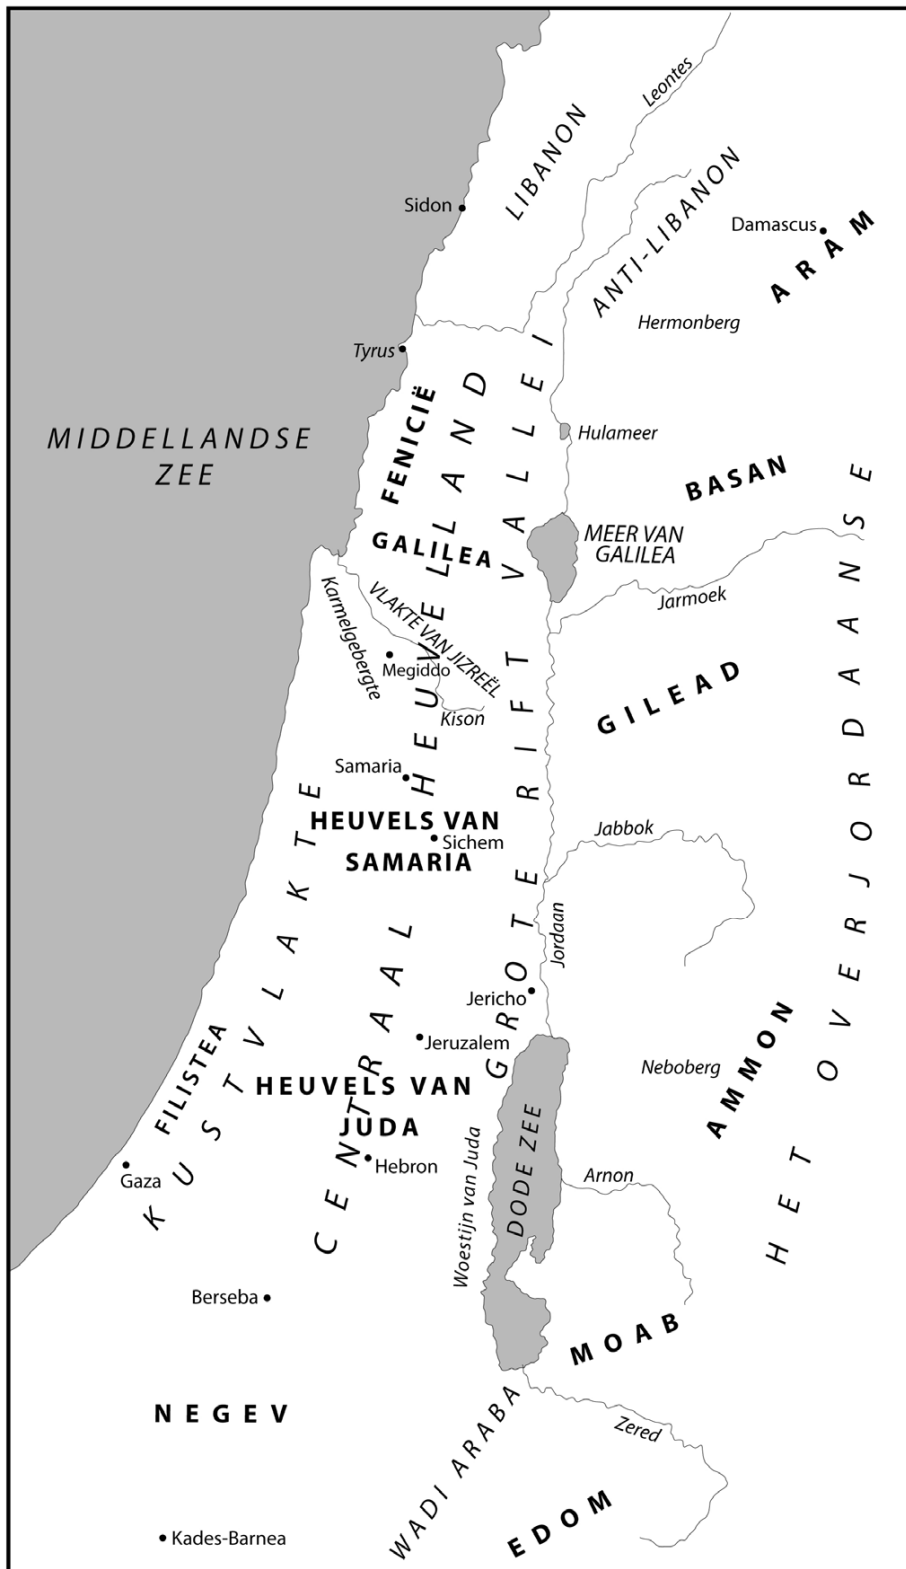 Leontes
LIBANON
ANTI-LIBANON
Sidon
Damascus
ARAM
Hermonberg
Tyrus
FENICIË
Hulameer
MIDDELLANDSE
ZEE
BASAN
GALILEA
MEER VAN
GALILEA
Jarmoek
Karmelgebergte
VLAKTE VAN JIZREËL
Megiddo
Kison
GILEAD
Samaria
HEUVELS VAN
SAMARIA
Sichem
Jabbok
Jordaan
Jericho
Jeruzalem
FILISTEA
KUSTVLAKTE
CENTRAAL HEUVELLAND
GROTE RIFT VALLEI
HET OVERJORDAANSE
HEUVELS VAN
JUDA
Neboberg
AMMON
Gaza
Hebron
Woestijn van Juda
DODE ZEE
Arnon
Berseba
MOAB
NEGEV
WADI ARABA
Zered
EDOM
Kades-Barnea